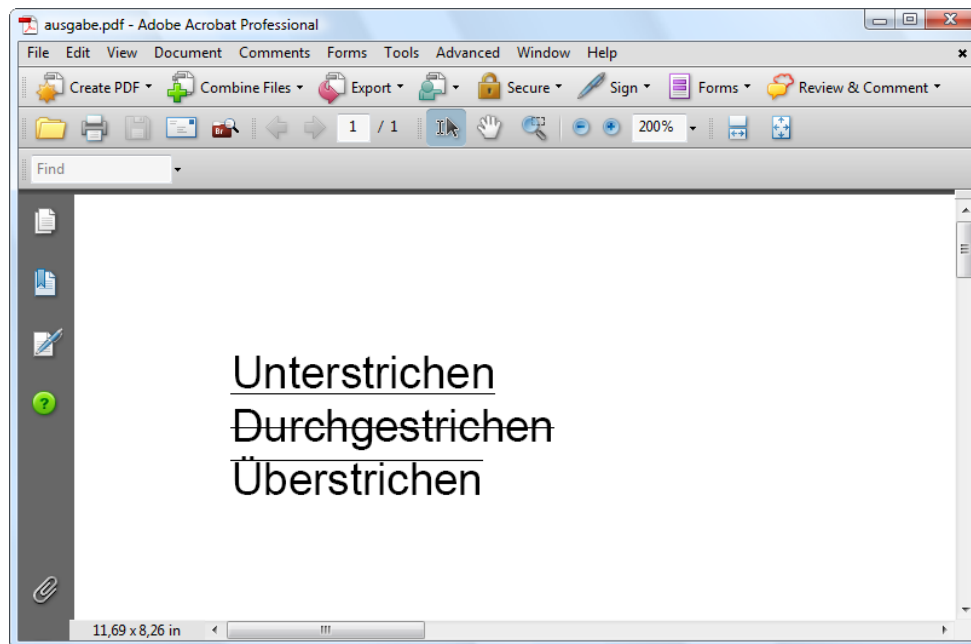 ausgabe.pdf - Adobe Acrobat Professional
File Edit View Document Comments Forms Tools Advanced Window Help
Create PDF Combine Files Export Secure Sign Forms Review & Comment
1 / 1 200%
Find
Unterstrichen
Durchgestrichen
Überstrichen
11,69 x 8,26 in